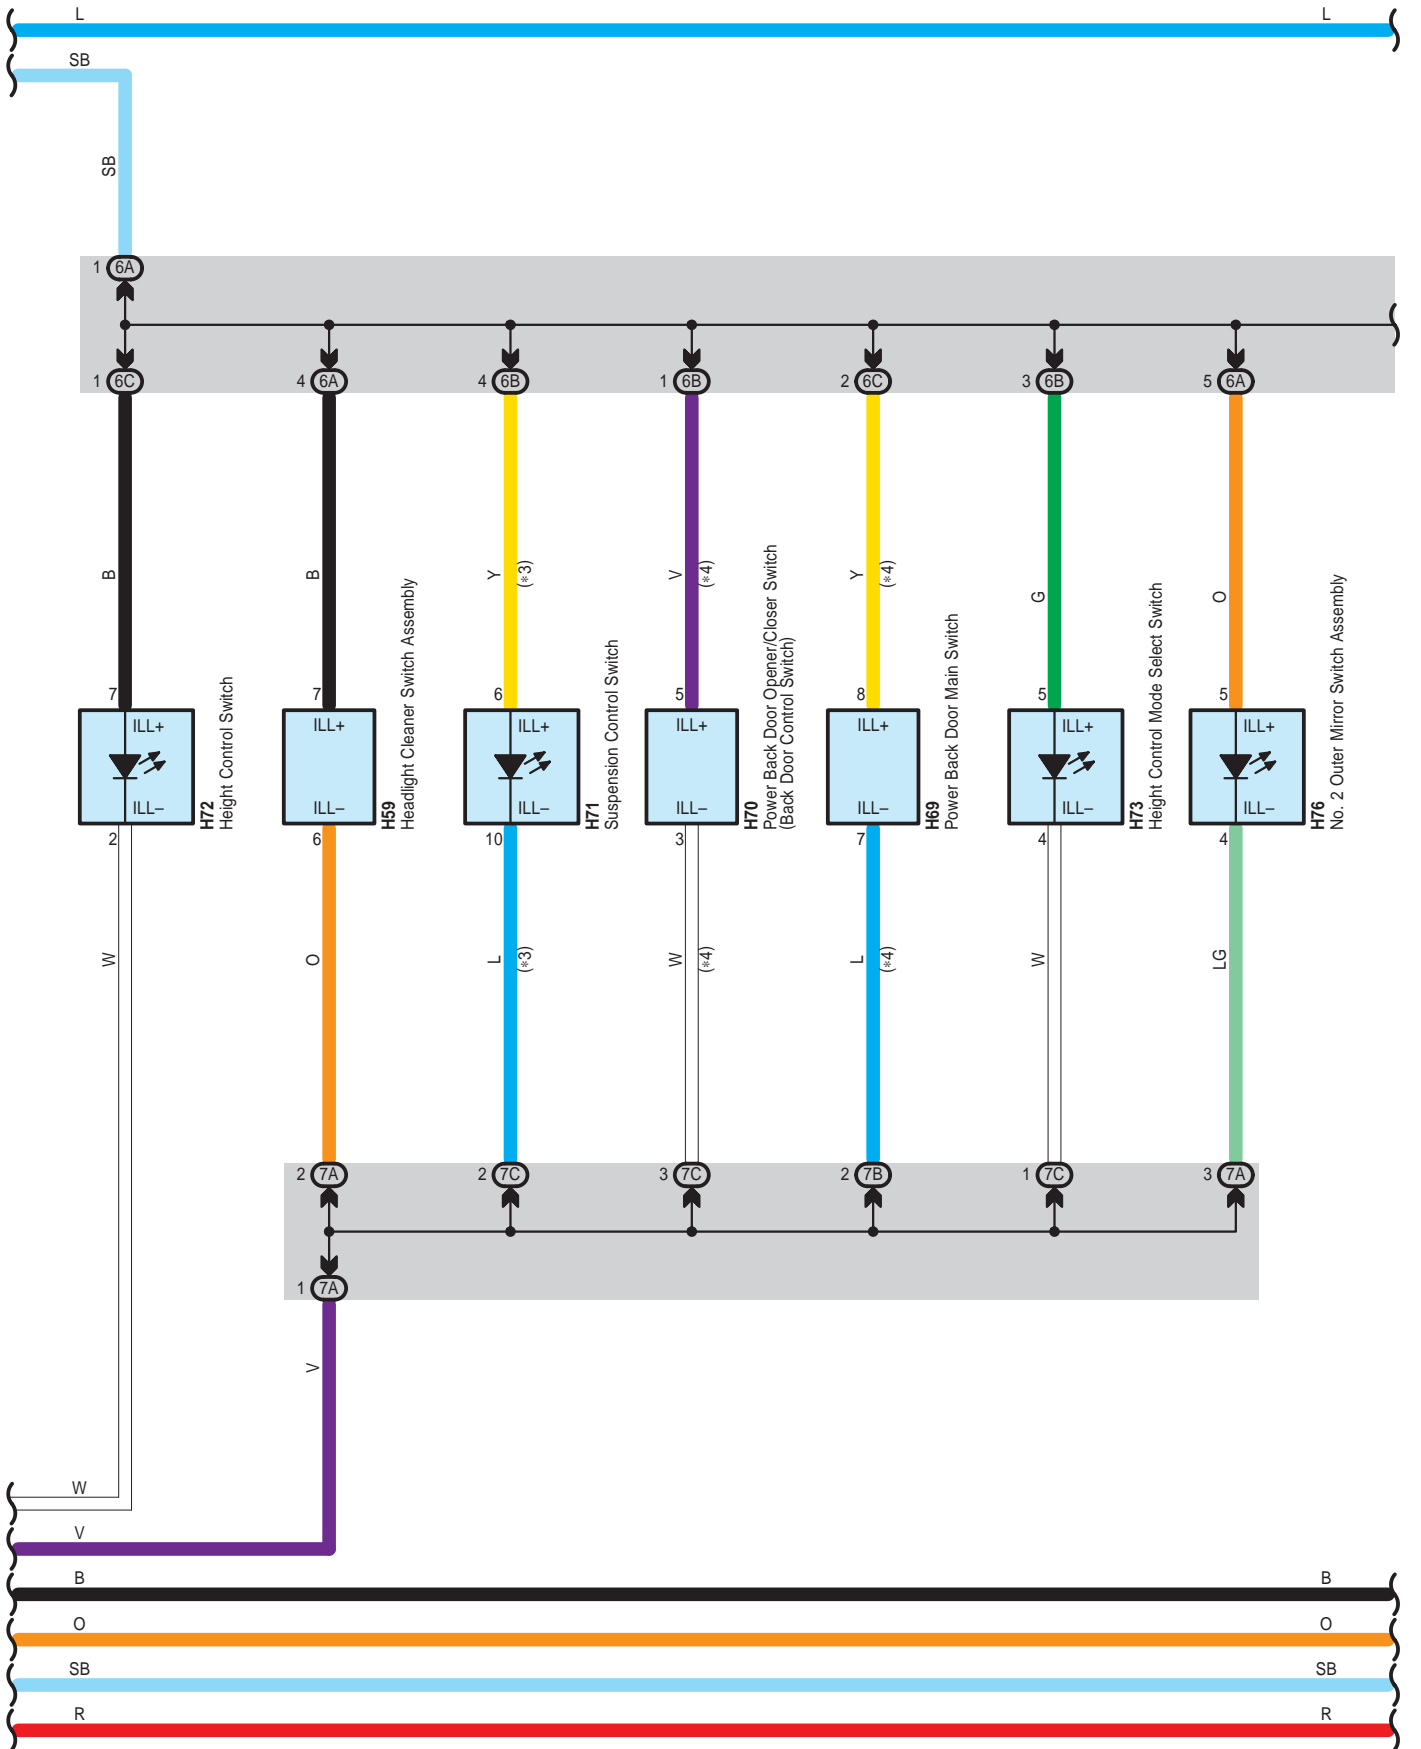 L L
SB
SB
1 6A
1 6C 4 6A 4 6B 1 6B 2 6C 3 6B 5 6A
B B Y (*3) V (*4) Y (*4) G O
7 7 6 5 8 5 5
ILL+ ILL+ ILL+ ILL+ ILL+ ILL+ ILL+
ILL– ILL– ILL– ILL– ILL– ILL– ILL–
H72
Height Control Switch
H59
Headlight Cleaner Switch Assembly
H71
Suspension Control Switch
H70
Power Back Door Opener/Closer Switch
(Back Door Control Switch)
H69
Power Back Door Main Switch
H73
Height Control Mode Select Switch
H76
No. 2 Outer Mirror Switch Assembly
2 6 10 3 7 4 4
W O L (*3) W (*4) L (*4) W LG
2 7A 2 7C 3 7C 2 7B 1 7C 3 7A
1 7A
V
W
V
B B
O O
SB SB
R R